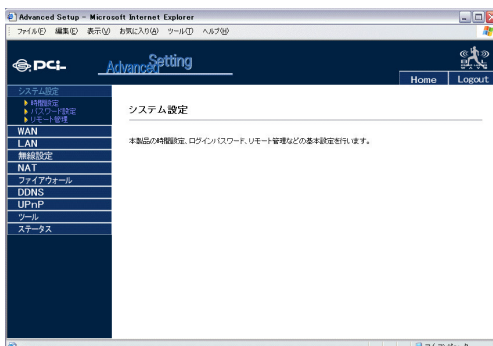 Advanced Setup - Microsoft Internet Explorer
ファイル(F) 編集(E) 表示(V) お気に入り(A) ツール(T) ヘルプ(H)
PCi
Advanced Setting
Home Logout
システム設定
時間設定
パスワード設定
リモート管理
WAN
LAN
無線設定
NAT
ファイアウォール
DDNS
UPnP
ツール
ステータス
システム設定
本製品の時間設定、ログインパスワード、リモート管理などの基本設定を行います。